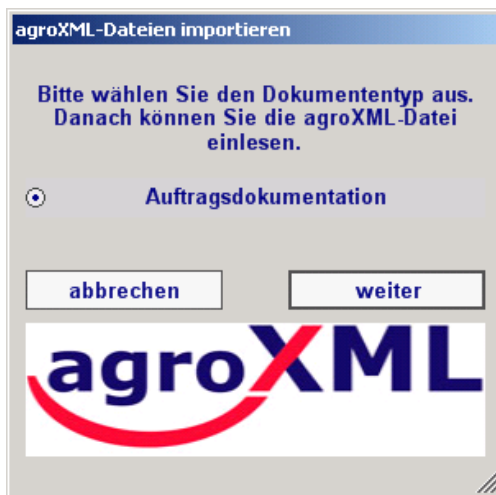 agroXML-Dateien importieren
Bitte wählen Sie den Dokumententyp aus.
Danach können Sie die agroXML-Datei
einlesen.
Auftragsdokumentation
abbrechen
weiter
agroXML